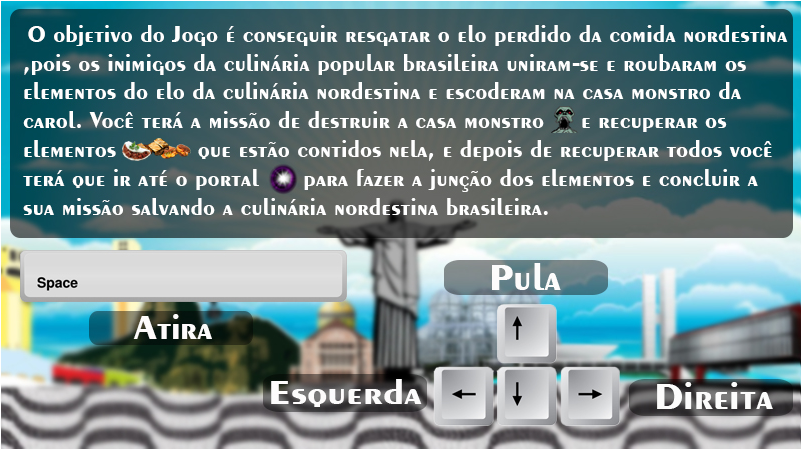 O objetivo do Jogo é conseguir resgatar o elo perdido da comida nordestina
,pois os inimigos da culinária popular brasileira uniram-se e roubaram os
elementos do elo da culinária nordestina e escoderam na casa monstro da
carol. Você terá a missão de destruir a casa monstro e recuperar os
elementos que estão contidos nela, e depois de recuperar todos você
terá que ir até o portal para fazer a junção dos elementos e concluir a
sua missão salvando a culinária nordestina brasileira.
Space
Pula
Atira
↑
Esquerda
← ↓ →
Direita